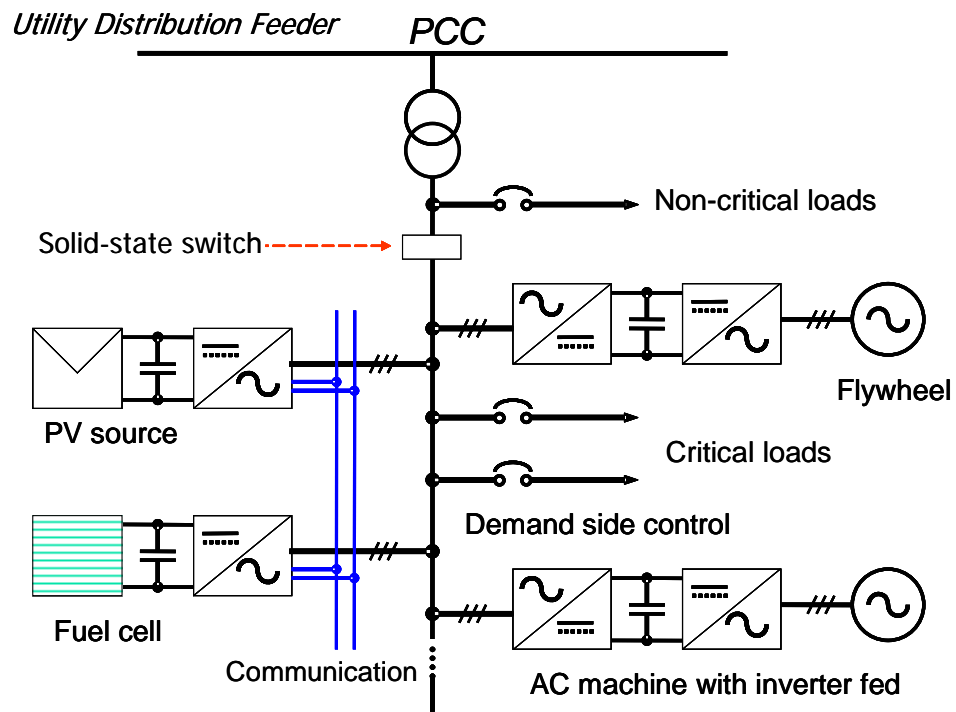 Utility Distribution Feeder
PCC
Non-critical loads
Solid-state switch
Flywheel
PV source
Critical loads
Demand side control
Fuel cell
Communication
AC machine with inverter fed